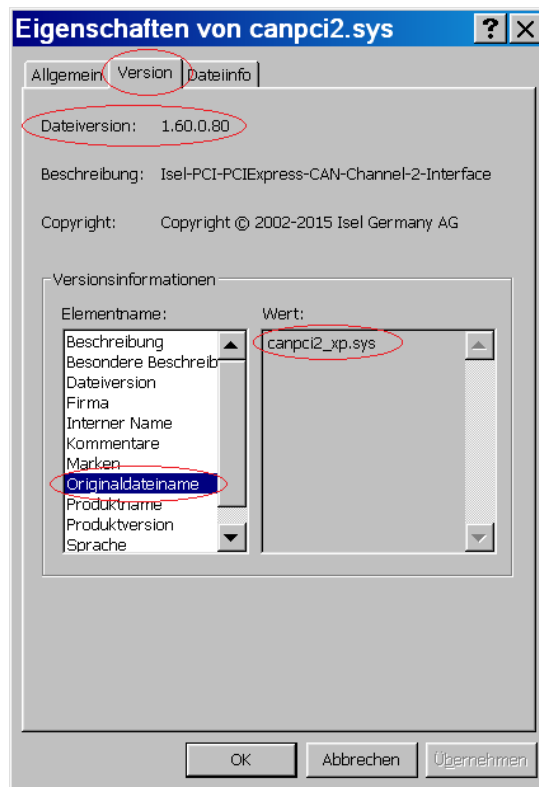 Eigenschaften von canpci2.sys
Allgemein Version Dateiinfo
Dateiversion: 1.60.0.80
Beschreibung: Isel-PCI-PCIExpress-CAN-Channel-2-Interface
Copyright: Copyright © 2002-2015 Isel Germany AG
Versionsinformationen
Elementname: Wert:
Beschreibung canpci2_xp.sys
Besondere Beschreib
Dateiversion
Firma
Interner Name
Kommentare
Marken
Originaldateiname
Produktname
Produktversion
Sprache
OK Abbrechen Übernehmen